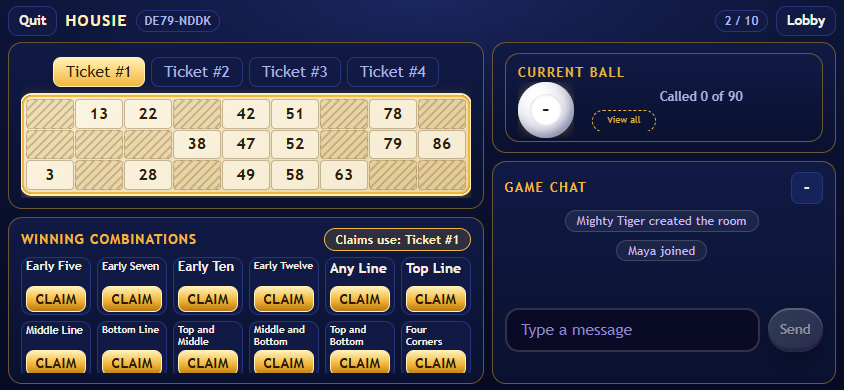 Quit HOUSIE DE79-NDDK 2 / 10 Lobby
Ticket #1 Ticket #2 Ticket #3 Ticket #4
13 22 42 51 78
38 47 52 79 86
3 28 49 58 63
CURRENT BALL
-
Called 0 of 90
View all
WINNING COMBINATIONS Claims use: Ticket #1
Early Five Early Seven Early Ten Early Twelve Any Line Top Line
CLAIM CLAIM CLAIM CLAIM CLAIM CLAIM
Middle Line Bottom Line Top and Middle Middle and Bottom Top and Bottom Four Corners
CLAIM CLAIM CLAIM CLAIM CLAIM CLAIM
GAME CHAT -
Mighty Tiger created the room
Maya joined
Type a message Send